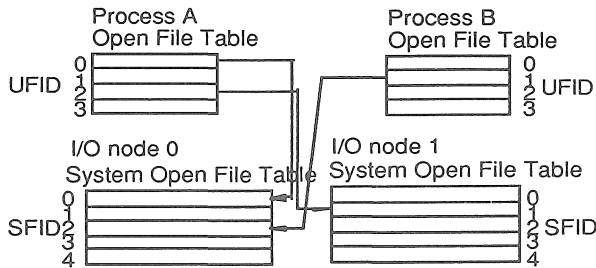 Process A
Open File Table
Process B
Open File Table
UFID
0
1
2
3
0
1
2
3
UFID
I/O node 0
System Open File Table
I/O node 1
System Open File Table
SFID
0
1
2
3
4
0
1
2
3
4
SFID